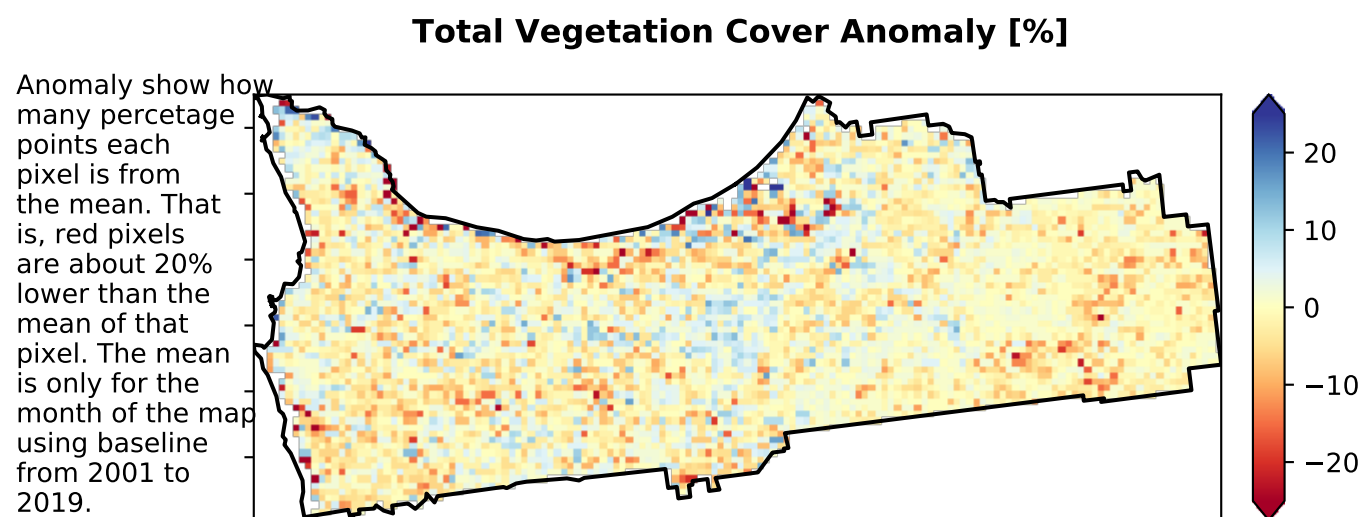 Total Vegetation Cover Anomaly [%]
Anomaly show how
many percetage
points each
pixel is from
the mean. That
is, red pixels
are about 20%
lower than the
mean of that
pixel. The mean
is only for the
month of the map
using baseline
from 2001 to
2019.
20
10
0
−10
−20